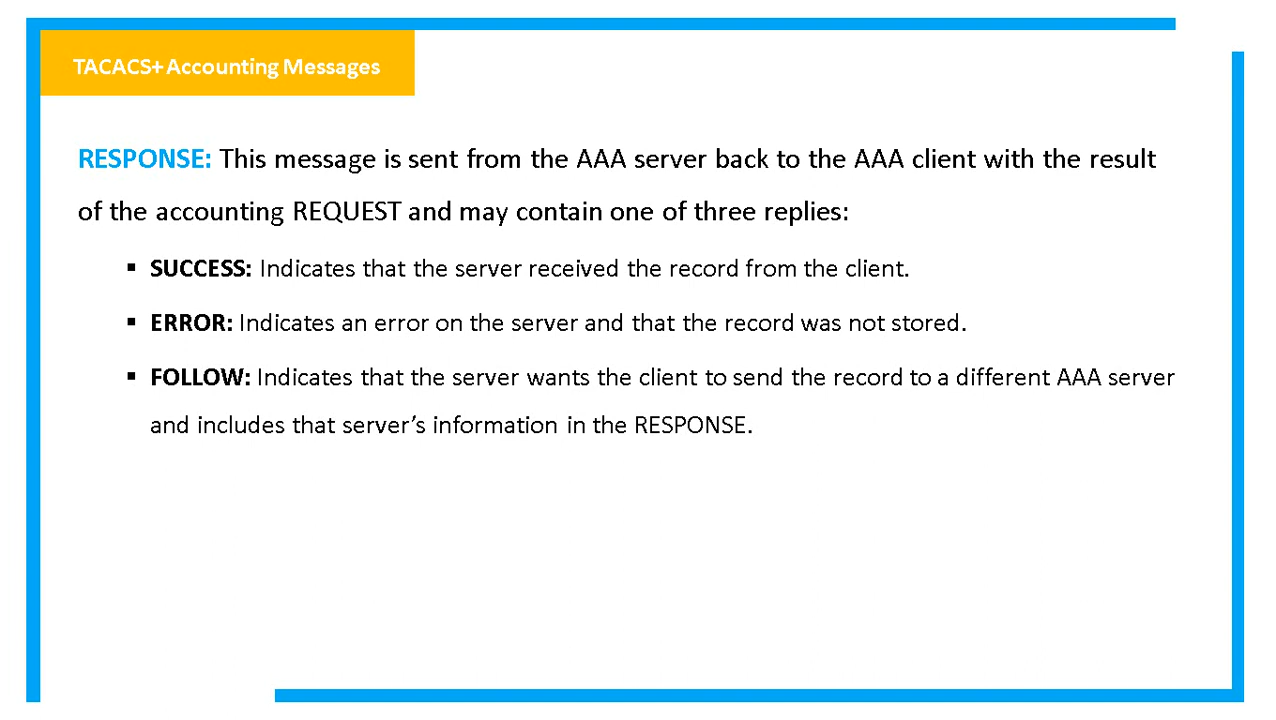 TACACS+ Accounting Messages
RESPONSE: This message is sent from the AAA server back to the AAA client with the result
of the accounting REQUEST and may contain one of three replies:
▪ SUCCESS: Indicates that the server received the record from the client.
▪ ERROR: Indicates an error on the server and that the record was not stored.
▪ FOLLOW: Indicates that the server wants the client to send the record to a different AAA server
and includes that server’s information in the RESPONSE.